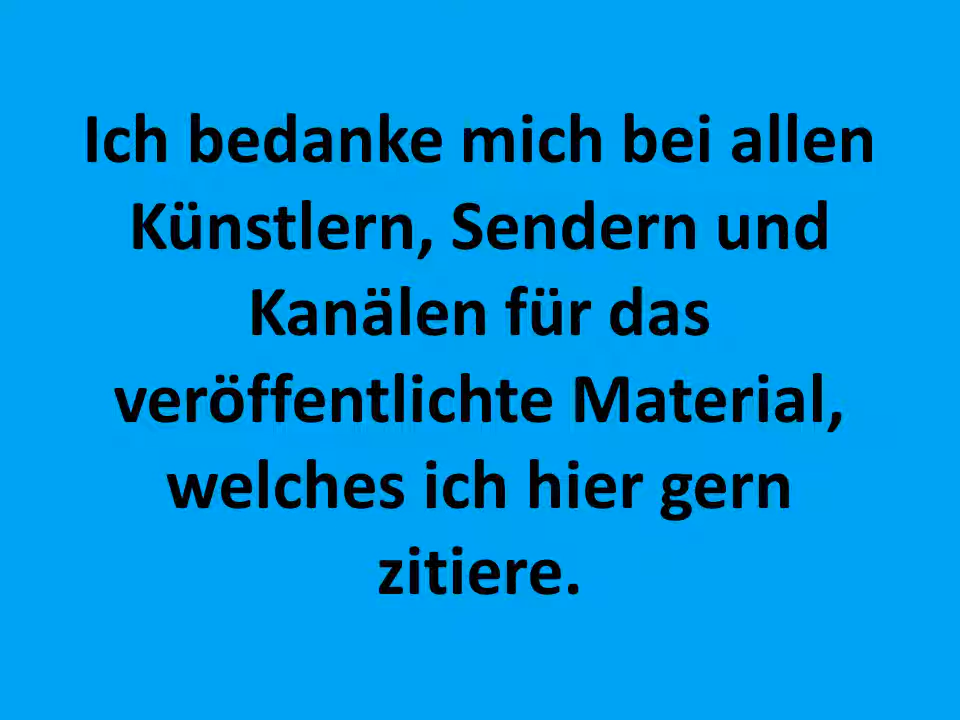 Ich bedanke mich bei allen
Künstlern, Sendern und
Kanälen für das
veröffentlichte Material,
welches ich hier gern
zitiere.